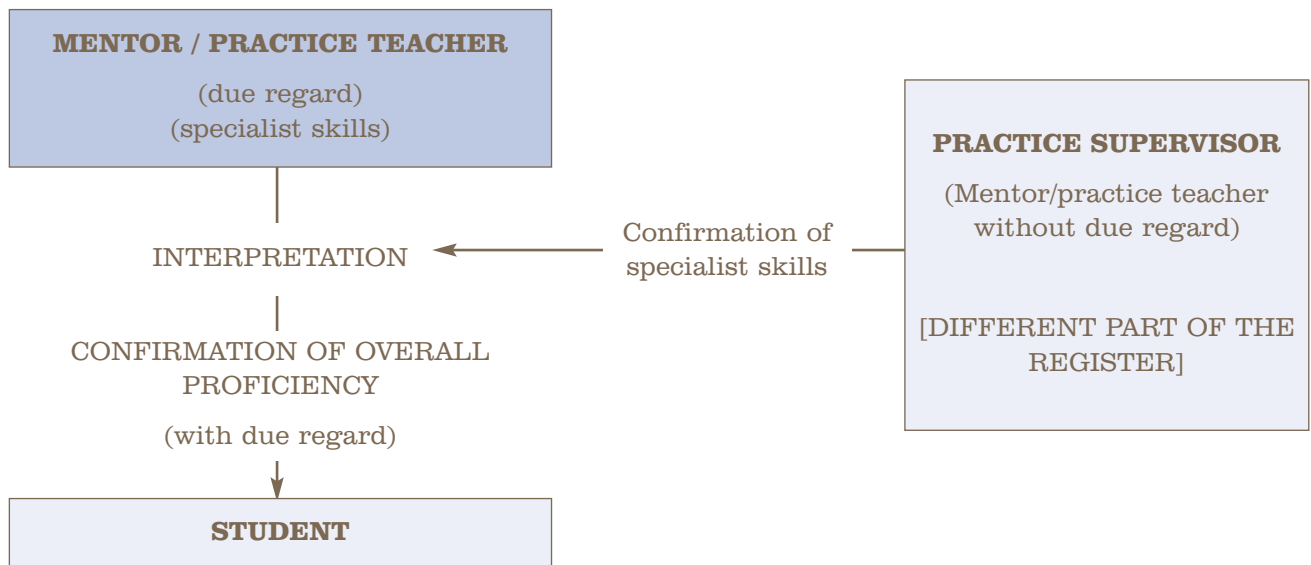 MENTOR / PRACTICE TEACHER
(due regard)
(specialist skills)
INTERPRETATION
CONFIRMATION OF OVERALL
PROFICIENCY
(with due regard)
STUDENT
Confirmation of
specialist skills
PRACTICE SUPERVISOR
(Mentor/practice teacher
without due regard)
[DIFFERENT PART OF THE
REGISTER]